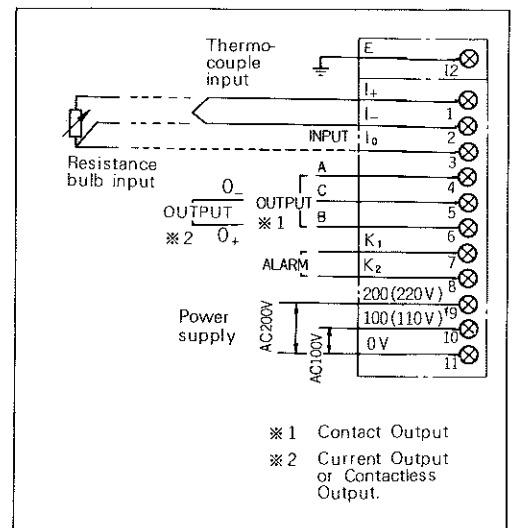 Thermo-
couple
input
E
12
I+
1
I-
2
INPUT I₀
3
Resistance
bulb input
A
4
O_ C
OUTPUT OUTPUT 5
※2 O₊ ※1 B
6
K₁
7
ALARM K₂
8
200(220V) 9
Power
supply
100(110V) 10
AC200V
AC100V
0V
11
※1 Contact Output
※2 Current Output
or Contactless
Output.